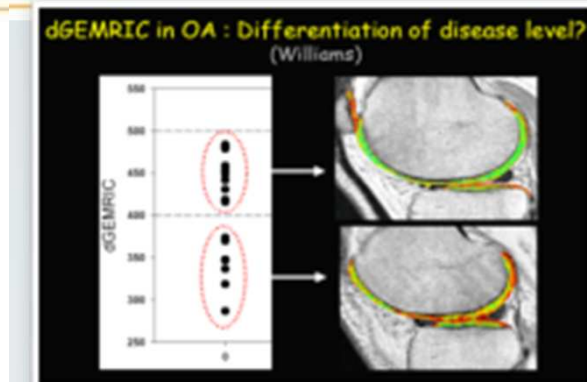 dGEMRIC in OA : Differentiation of disease level?
(Williams)
550
500
450
400
350
300
250
dGEMRIC
0